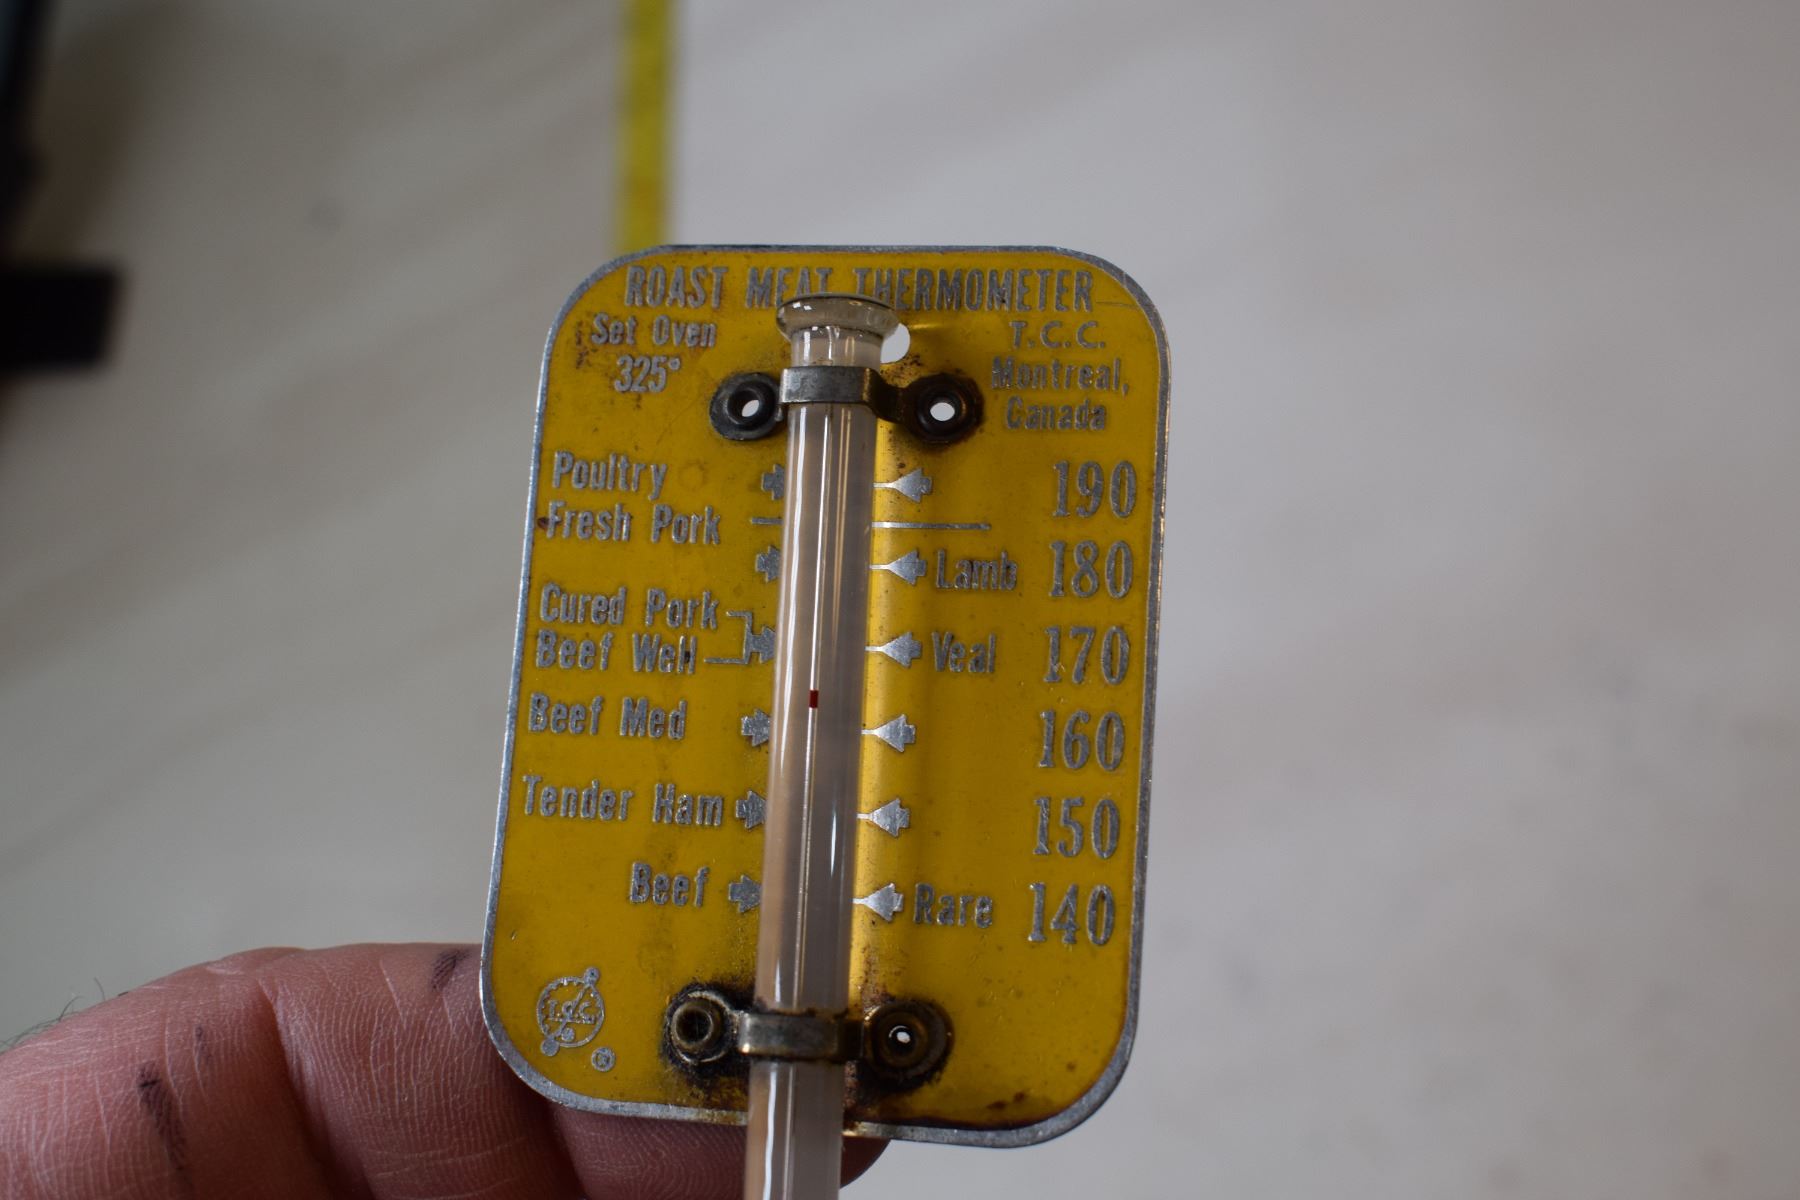 ROAST MEAT THERMOMETER
Set Oven
325°
T.C.C.
Montreal,
Canada
Poultry 190
Fresh Pork
Lamb 180
Cured Pork
Beef Well Veal 170
Beef Med 160
Tender Ham 150
Beef Rare 140
T.C.C.
®